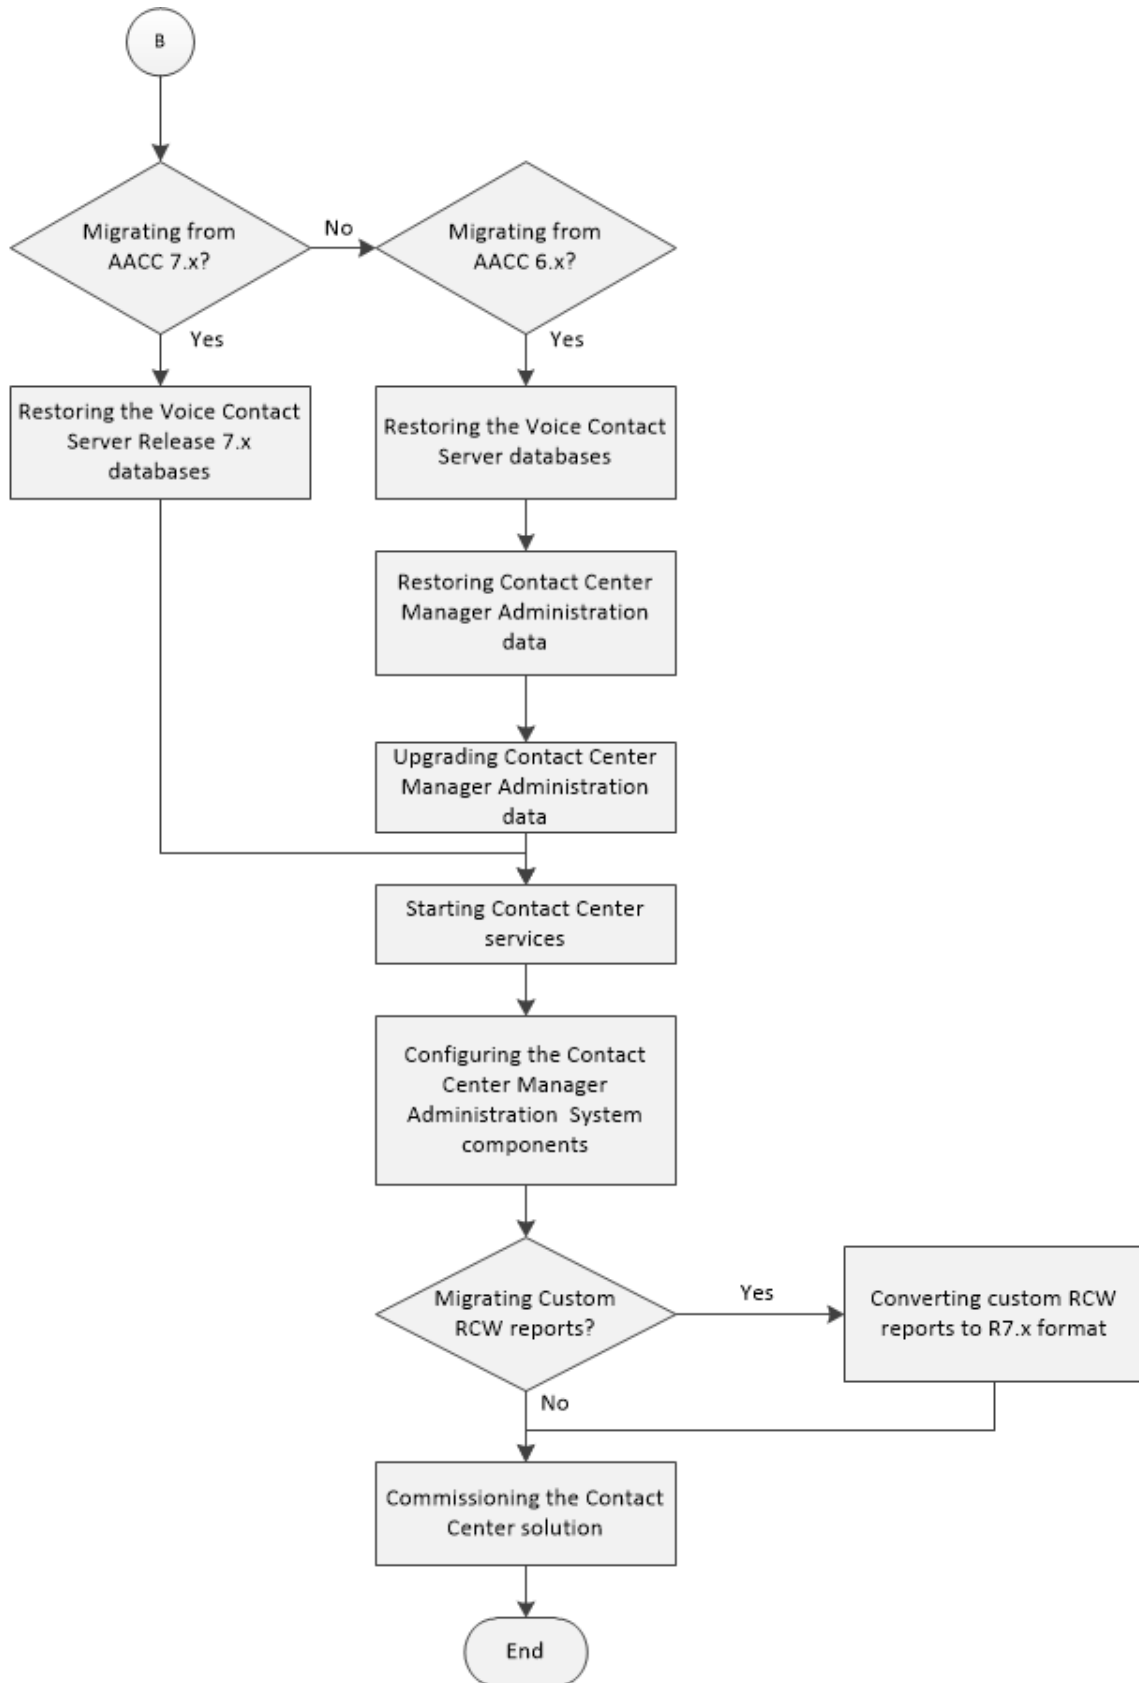 B
Migrating from
AACC 7.x?
No
Migrating from
AACC 6.x?
Yes
Yes
Restoring the Voice Contact
Server Release 7.x
databases
Restoring the Voice Contact
Server databases
Restoring Contact Center
Manager Administration
data
Upgrading Contact Center
Manager Administration
data
Starting Contact Center
services
Configuring the Contact
Center Manager
Administration  System
components
Migrating Custom
RCW reports?
Yes
Converting custom RCW
reports to R7.x format
No
Commissioning the Contact
Center solution
End